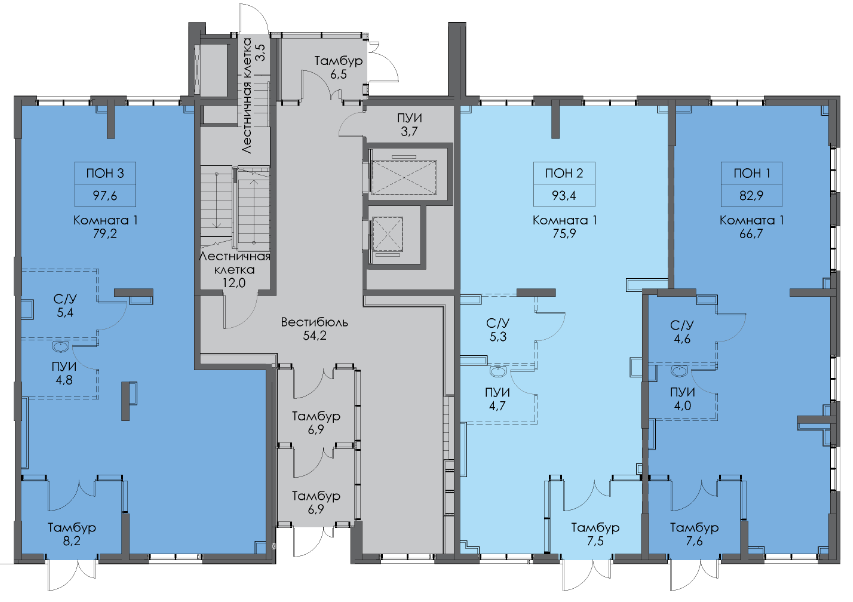 Лестничная клетка
3,5
Тамбур
6,5
ПУИ
3,7
ПОН 3
97,6
Комната 1
79,2
ПОН 2
93,4
Комната 1
75,9
ПОН 1
82,9
Комната 1
66,7
Лестничная
клетка
12,0
С/У
5,4
ПУИ
4,8
Вестибюль
54,2
С/У
5,3
ПУИ
4,7
С/У
4,6
ПУИ
4,0
Тамбур
6,9
Тамбур
6,9
Тамбур
8,2
Тамбур
7,5
Тамбур
7,6